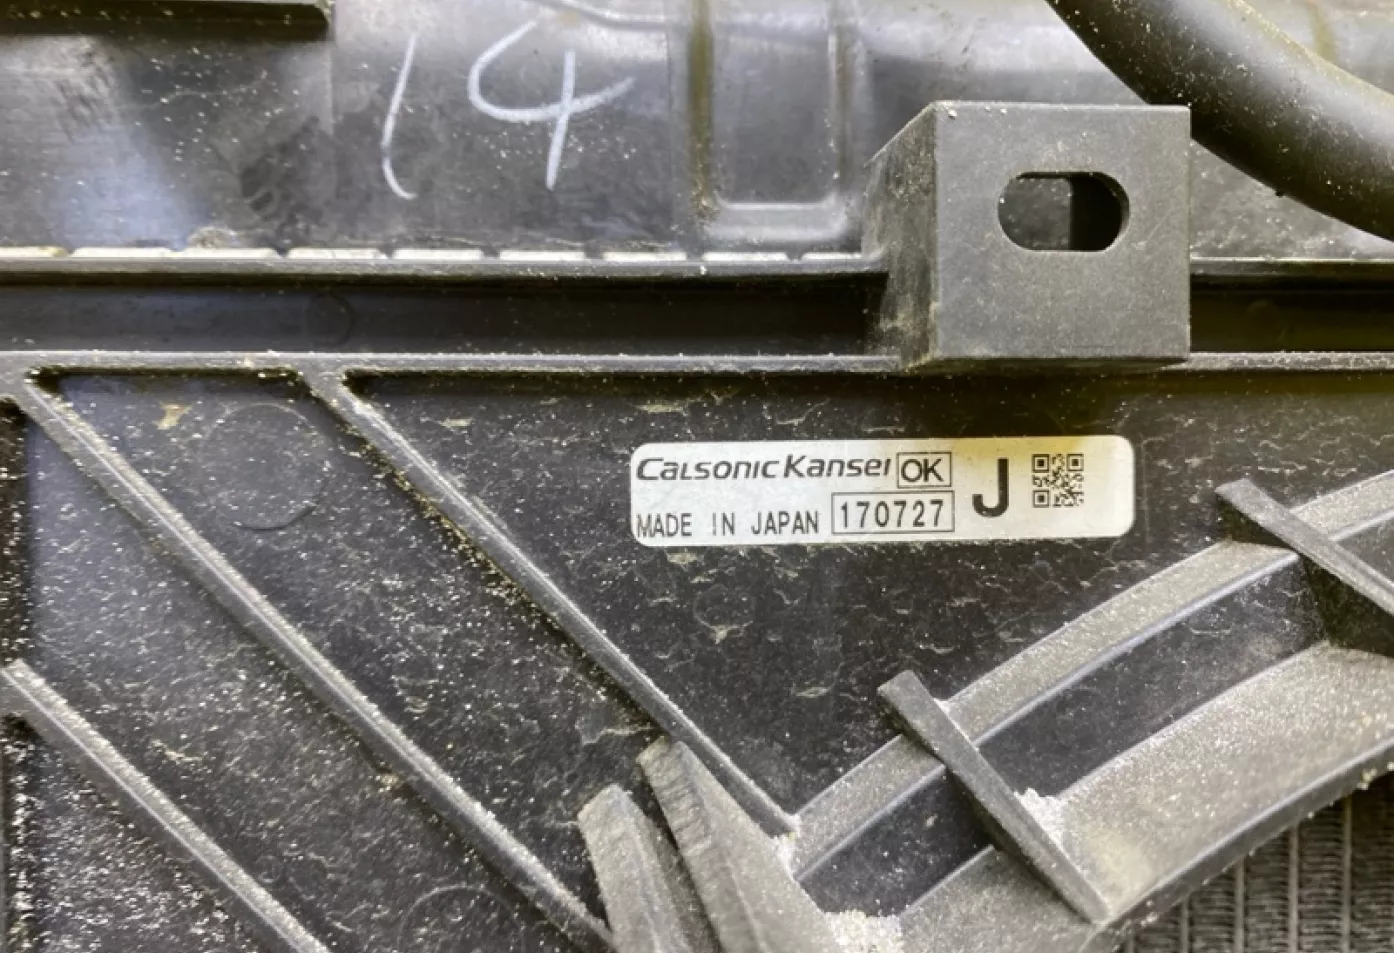 14
CalsonicKansei OK J
MADE IN JAPAN 170727